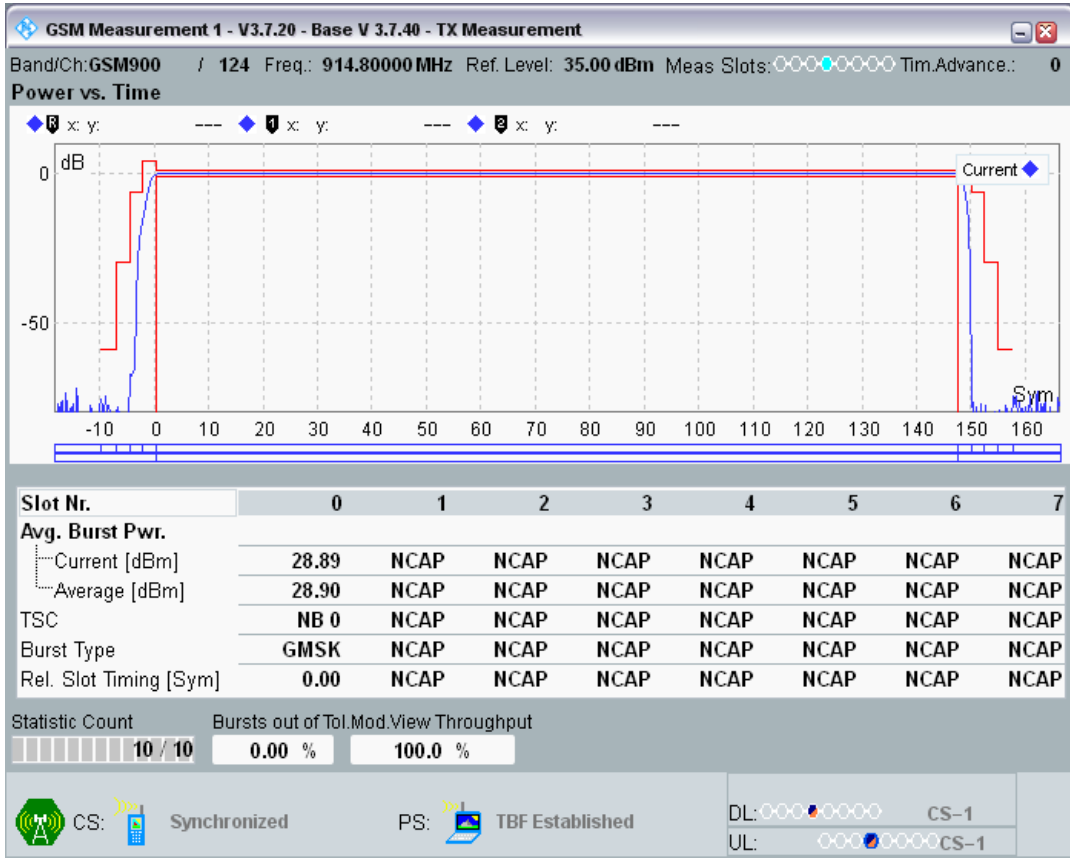 GSM Measurement 1 - V3.7.20 - Base V 3.7.40 - TX Measurement
Band/Ch:GSM900 / 124 Freq.: 914.80000 MHz Ref. Level: 35.00 dBm Meas Slots: Tim.Advance.: 0
Power vs. Time
R x: y: --- 1 x: y: --- 2 x: y: ---
dB
Current
0
-50
Sym
-10 0 10 20 30 40 50 60 70 80 90 100 110 120 130 140 150 160
Slot Nr. 0 1 2 3 4 5 6 7
Avg. Burst Pwr.
Current [dBm] 28.89 NCAP NCAP NCAP NCAP NCAP NCAP NCAP
Average [dBm] 28.90 NCAP NCAP NCAP NCAP NCAP NCAP NCAP
TSC NB 0 NCAP NCAP NCAP NCAP NCAP NCAP NCAP
Burst Type GMSK NCAP NCAP NCAP NCAP NCAP NCAP NCAP
Rel. Slot Timing [Sym] 0.00 NCAP NCAP NCAP NCAP NCAP NCAP NCAP
Statistic Count Bursts out of Tol.Mod.View Throughput
10 / 10 0.00 % 100.0 %
CS: Synchronized PS: TBF Established DL: CS-1
UL: CS-1